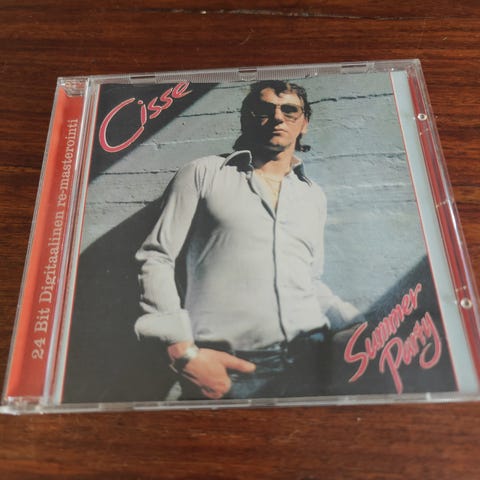 Cisse
24 Bit Digitaalinen re-masterointi
Summer
Party